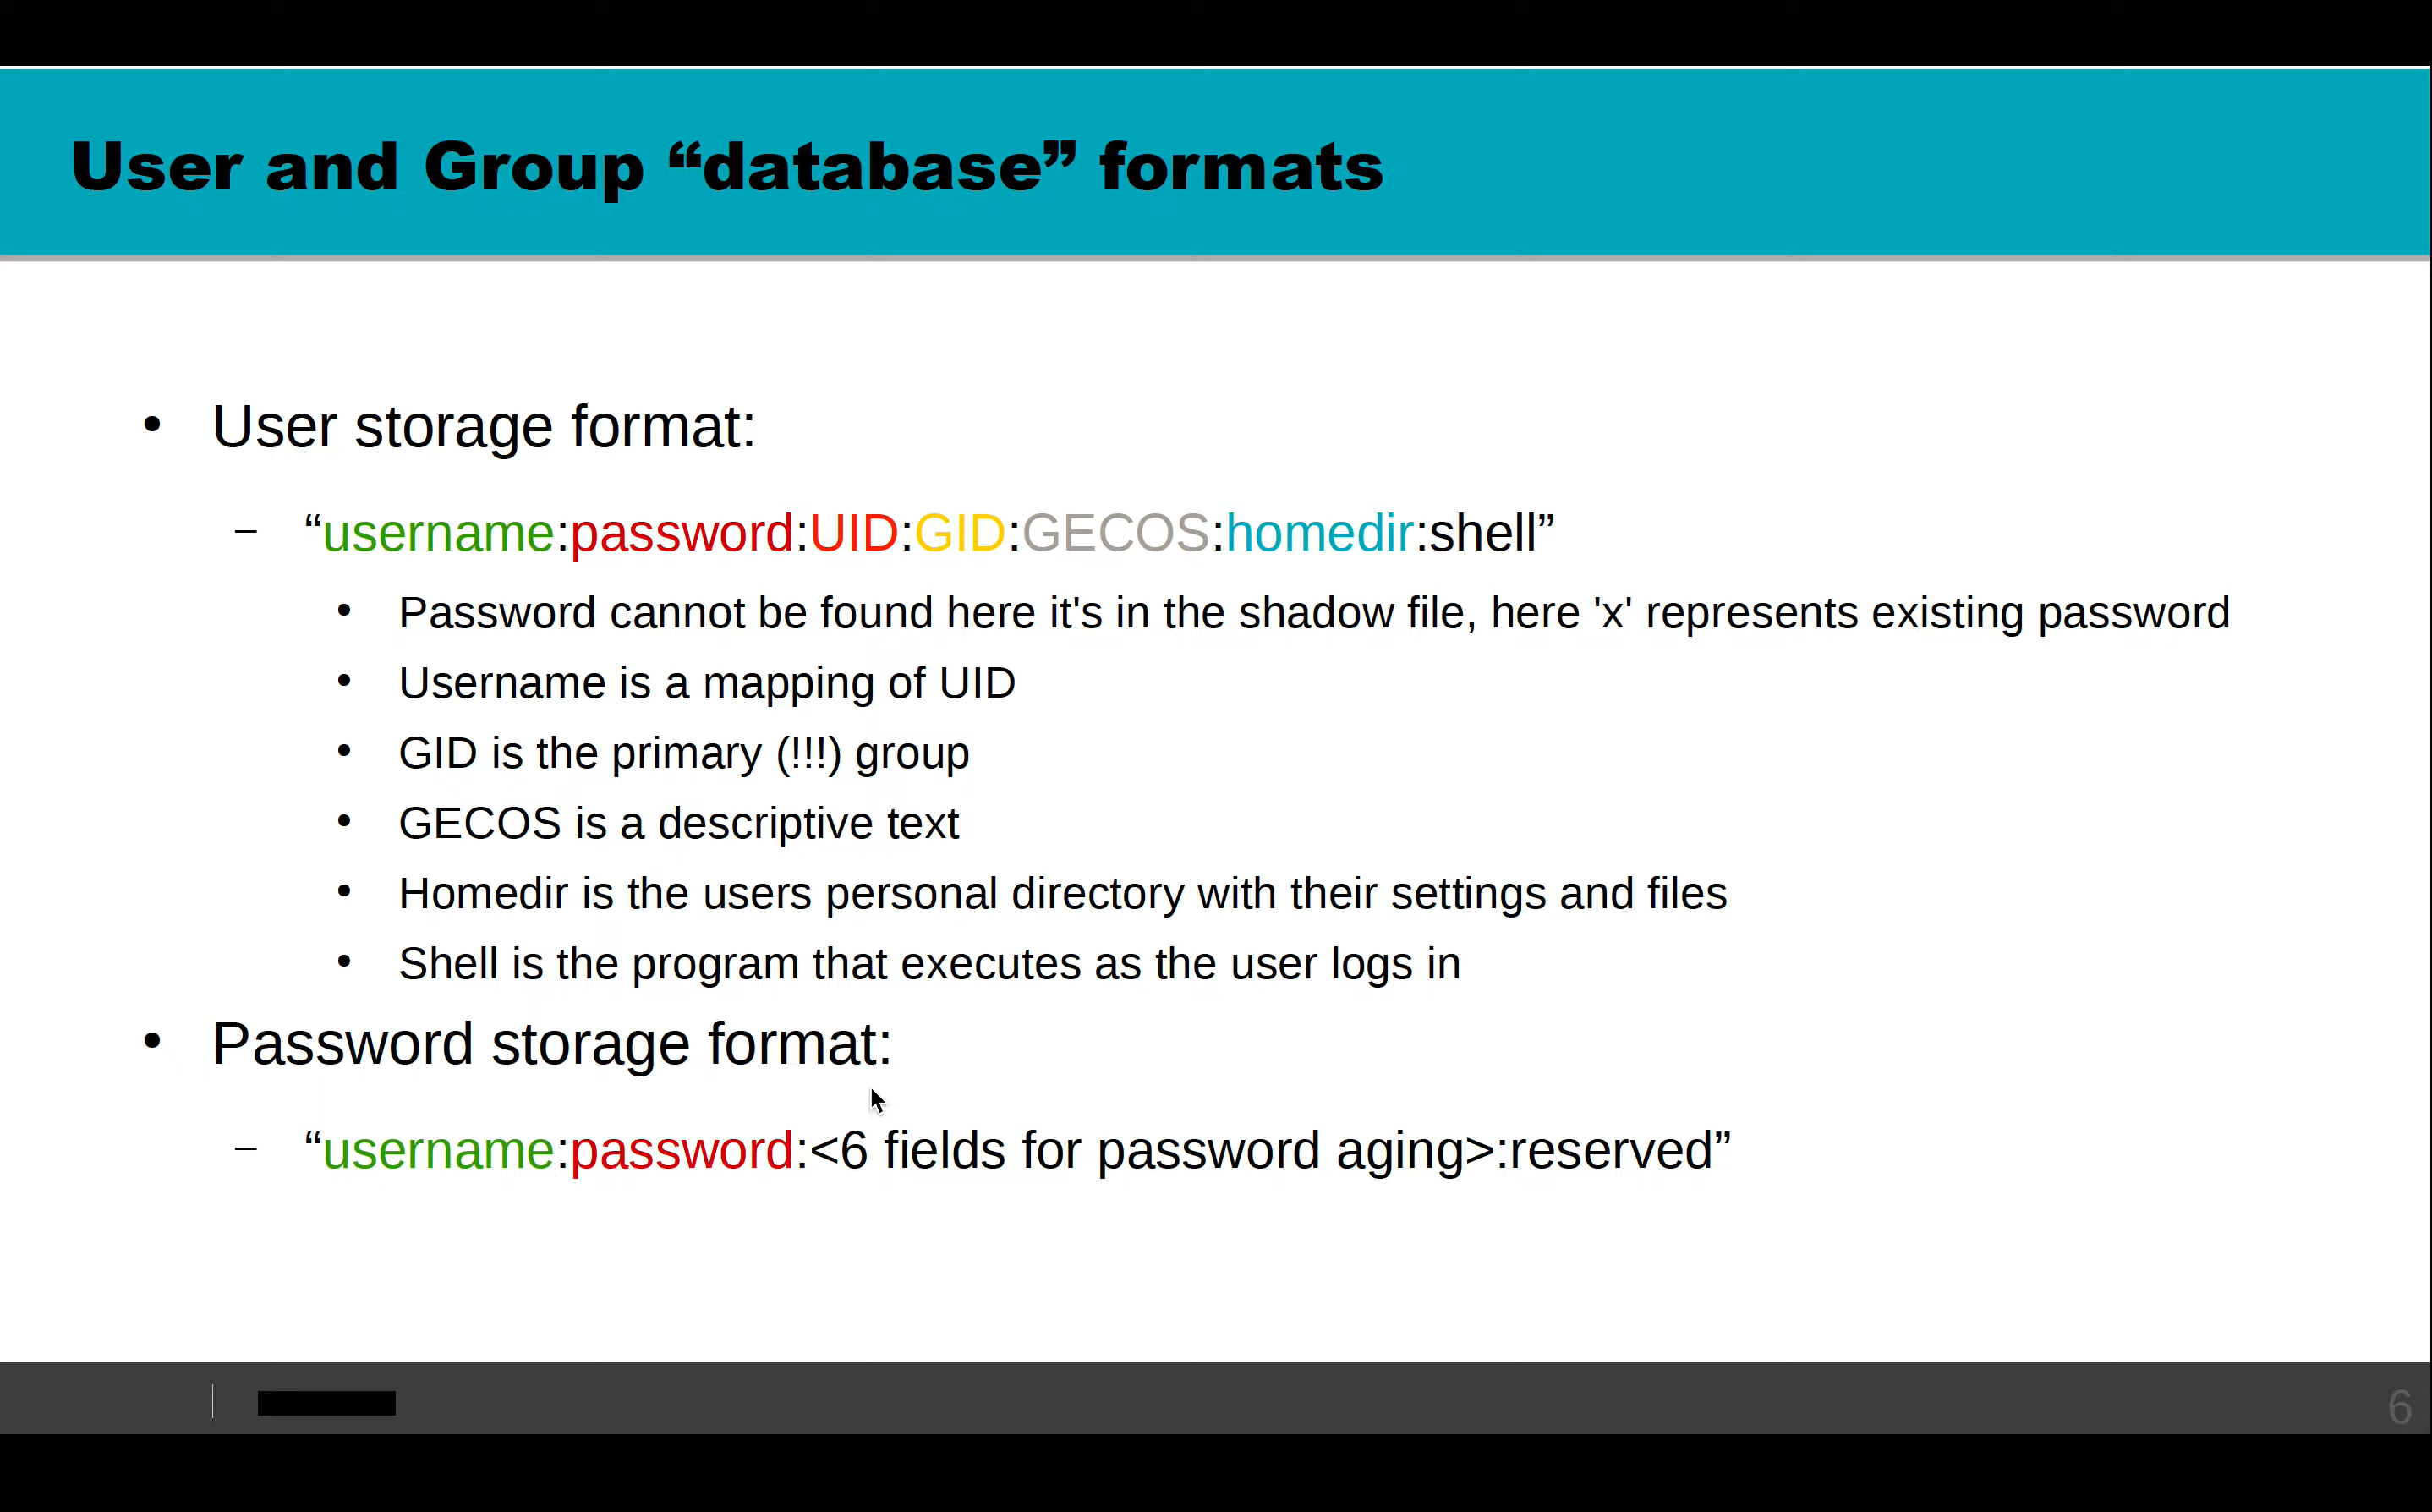 User and Group “database” formats
• User storage format:
– “username:password:UID:GID:GECOS:homedir:shell”
• Password cannot be found here it's in the shadow file, here 'x' represents existing password
• Username is a mapping of UID
• GID is the primary (!!!) group
• GECOS is a descriptive text
• Homedir is the users personal directory with their settings and files
• Shell is the program that executes as the user logs in
• Password storage format:
– “username:password:<6 fields for password aging>:reserved”
6